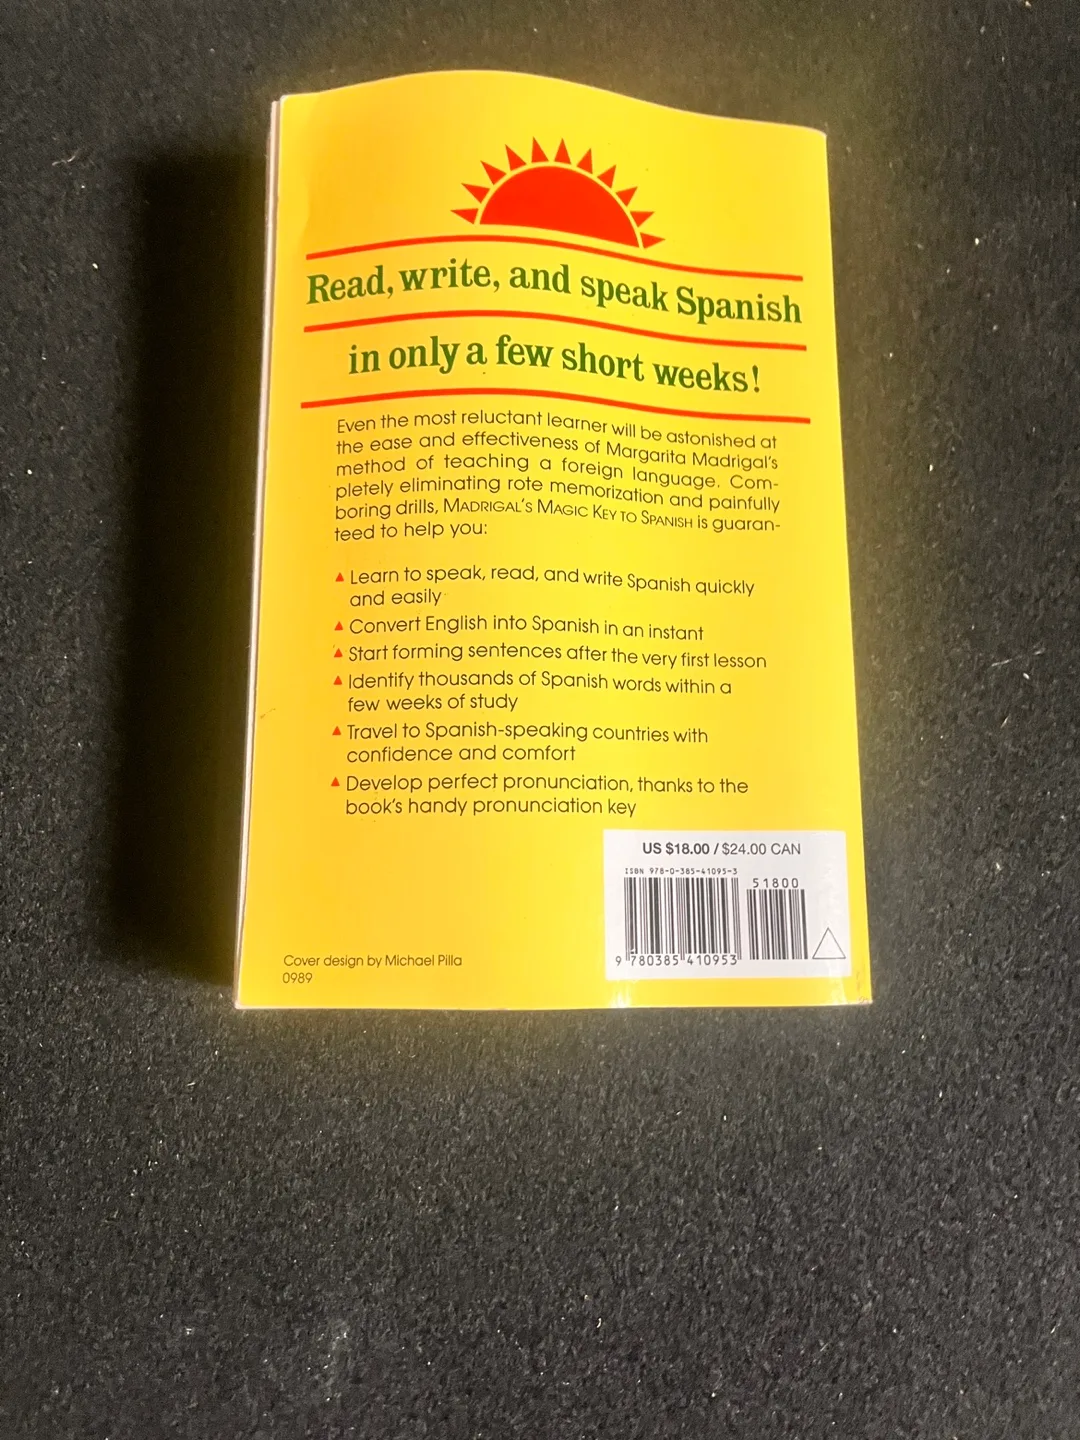 Read, write, and speak Spanish
in only a few short weeks!
Even the most reluctant learner will be astonished at
the ease and effectiveness of Margarita Madrigal's
method of teaching a foreign language. Com-
pletely eliminating rote memorization and painfully
boring drills, MADRIGAL'S MAGIC KEY TO SPANISH is guaran-
teed to help you:
▲ Learn to speak, read, and write Spanish quickly
and easily
▲ Convert English into Spanish in an instant
▲ Start forming sentences after the very first lesson
▲ Identify thousands of Spanish words within a
few weeks of study
▲ Travel to Spanish-speaking countries with
confidence and comfort
▲ Develop perfect pronunciation, thanks to the
book's handy pronunciation key
US $18.00 / $24.00 CAN
ISBN 978-0-385-41095-3
51800
9 780385 410953
Cover design by Michael Pilla
0989